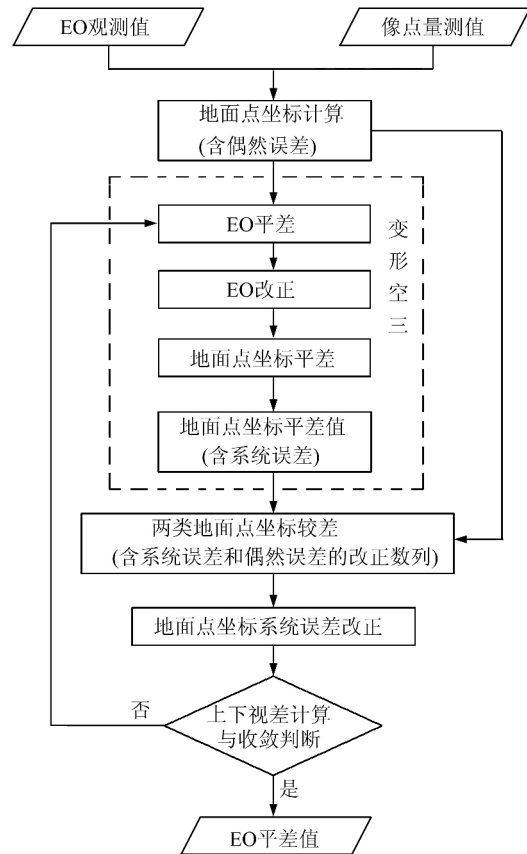 EO观测值
像点量测值
地面点坐标计算
(含偶然误差)
EO平差
变形空三
EO改正
地面点坐标平差
地面点坐标平差值
(含系统误差)
两类地面点坐标较差
(含系统误差和偶然误差的改正数列)
地面点坐标系统误差改正
否
上下视差计算
与收敛判断
是
EO平差值